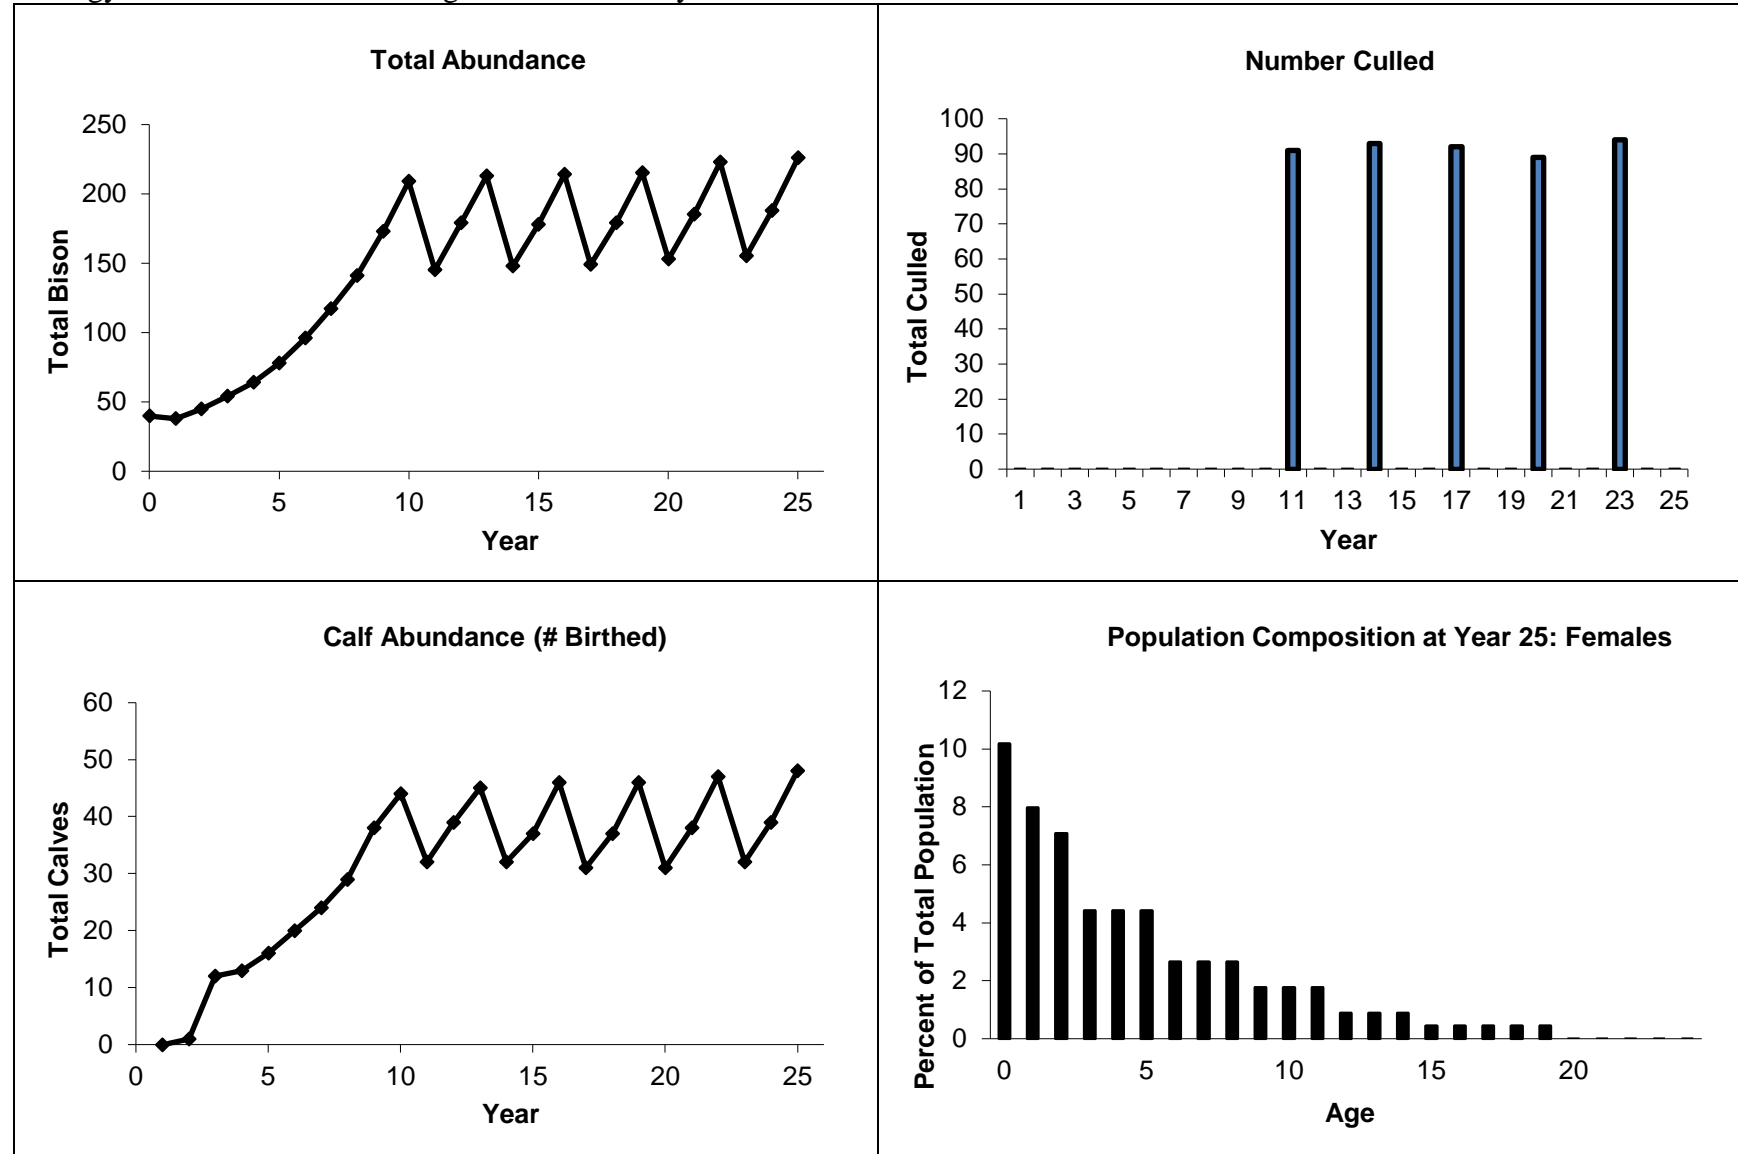 Total Abundance
250
200
150
100
50
0
0 5 10 15 20 25
Total Bison
Year
Number Culled
100
90
80
70
60
50
40
30
20
10
0
1 3 5 7 9 11 13 15 17 19 21 23 25
Total Culled
Year
Calf Abundance (# Birthed)
60
50
40
30
20
10
0
0 5 10 15 20 25
Total Calves
Year
Population Composition at Year 25: Females
12
10
8
6
4
2
0
0 5 10 15 20
Percent of Total Population
Age